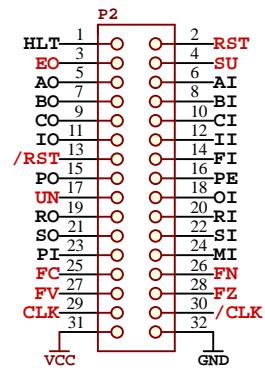 P2
HLT 1 2 RST
EO 3 4 SU
AO 5 6 AI
BO 7 8 BI
CO 9 10 CI
IO 11 12 II
/RST 13 14 FI
PO 15 16 PE
UN 17 18 OI
RO 19 20 RI
SO 21 22 SI
PI 23 24 MI
FC 25 26 FN
FV 27 28 FZ
CLK 29 30 /CLK
31 32
VCC GND